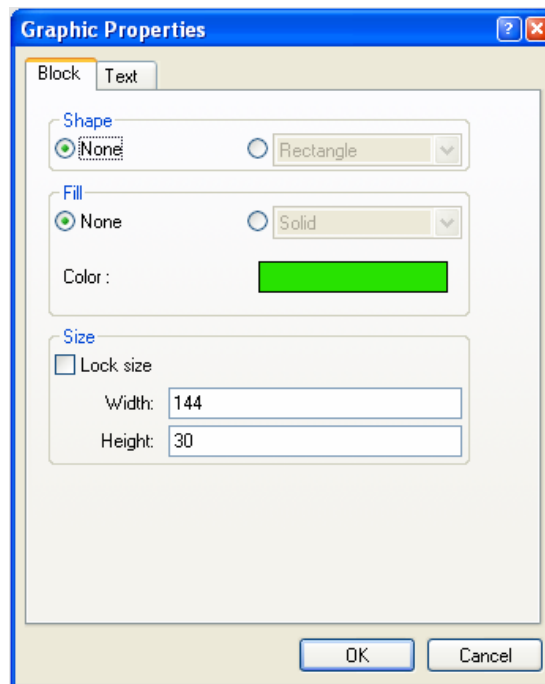 Graphic Properties
Block Text
Shape
None Rectangle
Fill
None Solid
Color :
Size
Lock size
Width: 144
Height: 30
OK Cancel